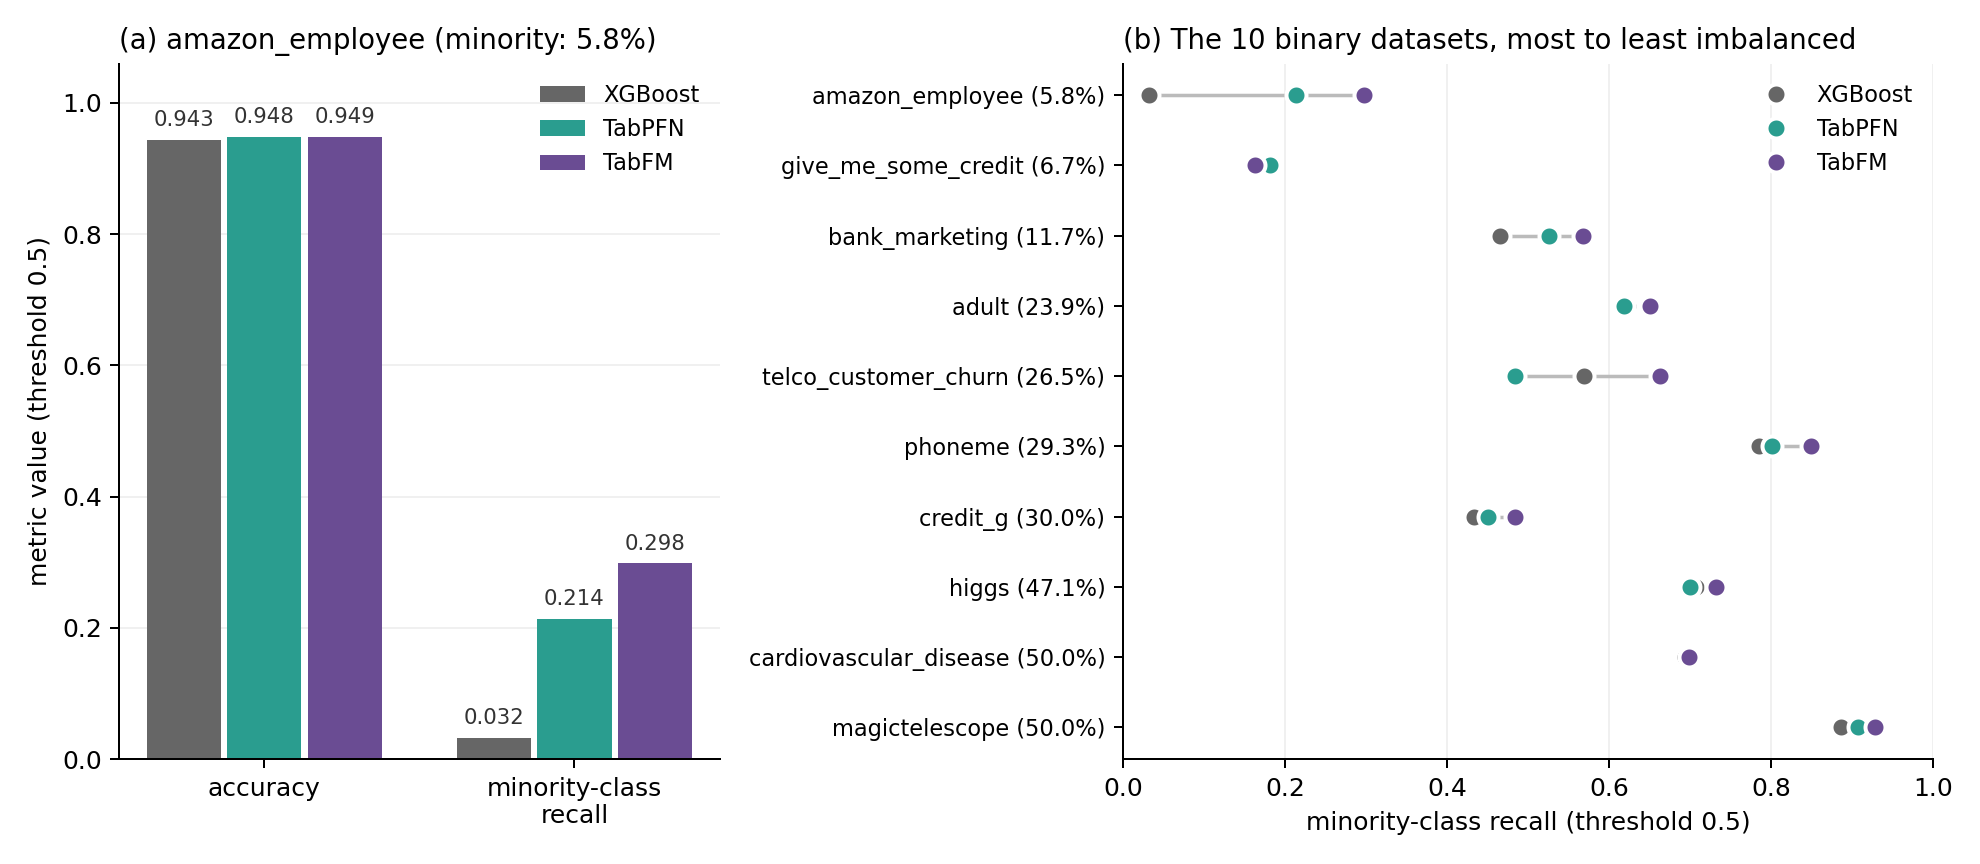 (a) amazon_employee (minority: 5.8%)
metric value (threshold 0.5)
1.0
0.8
0.6
0.4
0.2
0.0
0.943
0.948
0.949
0.032
0.214
0.298
XGBoost
TabPFN
TabFM
accuracy
minority-class
recall
(b) The 10 binary datasets, most to least imbalanced
amazon_employee (5.8%)
give_me_some_credit (6.7%)
bank_marketing (11.7%)
adult (23.9%)
telco_customer_churn (26.5%)
phoneme (29.3%)
credit_g (30.0%)
higgs (47.1%)
cardiovascular_disease (50.0%)
magictelescope (50.0%)
XGBoost
TabPFN
TabFM
0.0
0.2
0.4
0.6
0.8
1.0
minority-class recall (threshold 0.5)